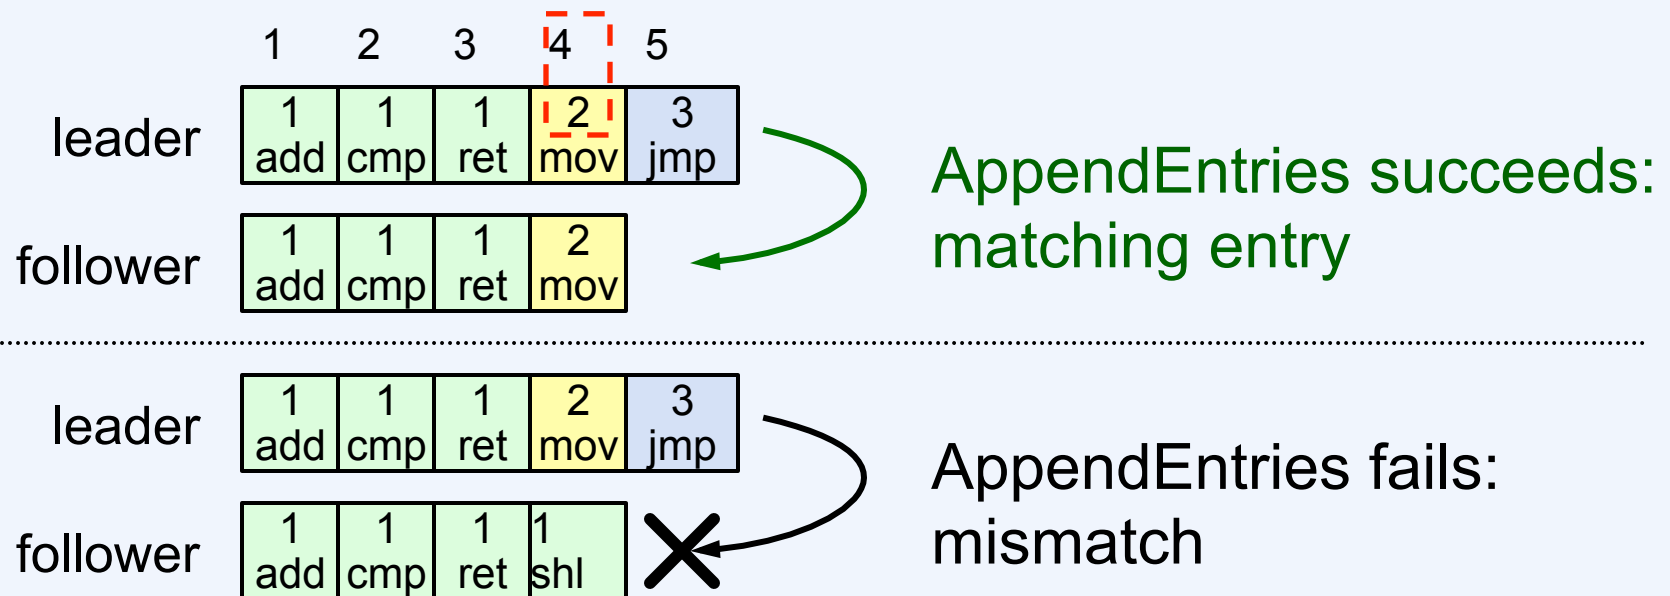 1 2 3 4 5
leader
1 1 1 2 3
add cmp ret mov jmp
AppendEntries succeeds:
matching entry
follower
1 1 1 2
add cmp ret mov
leader
1 1 1 2 3
add cmp ret mov jmp
AppendEntries fails:
mismatch
follower
1 1 1 1
add cmp ret shl